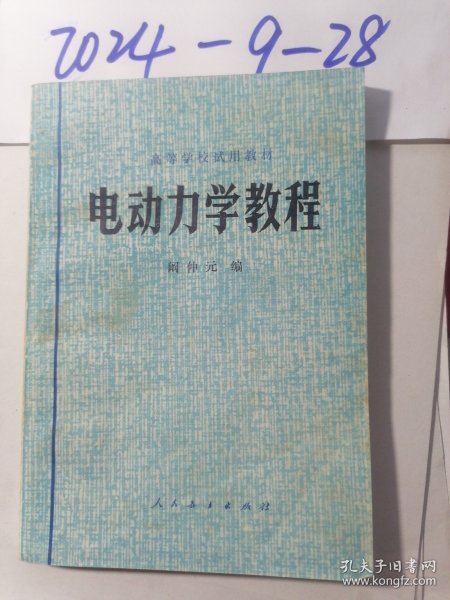 2024-9-28
高等学校试用教材
电动力学教程
阚仲元 编
人民教育出版社
孔夫子旧书网
www.kongfz.com